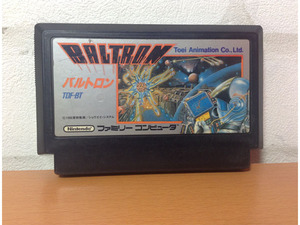 BALTRON
Toei Animation Co., Ltd.
バルトロン
TDF-BT
Nintendo
ファミリー コンピュータ